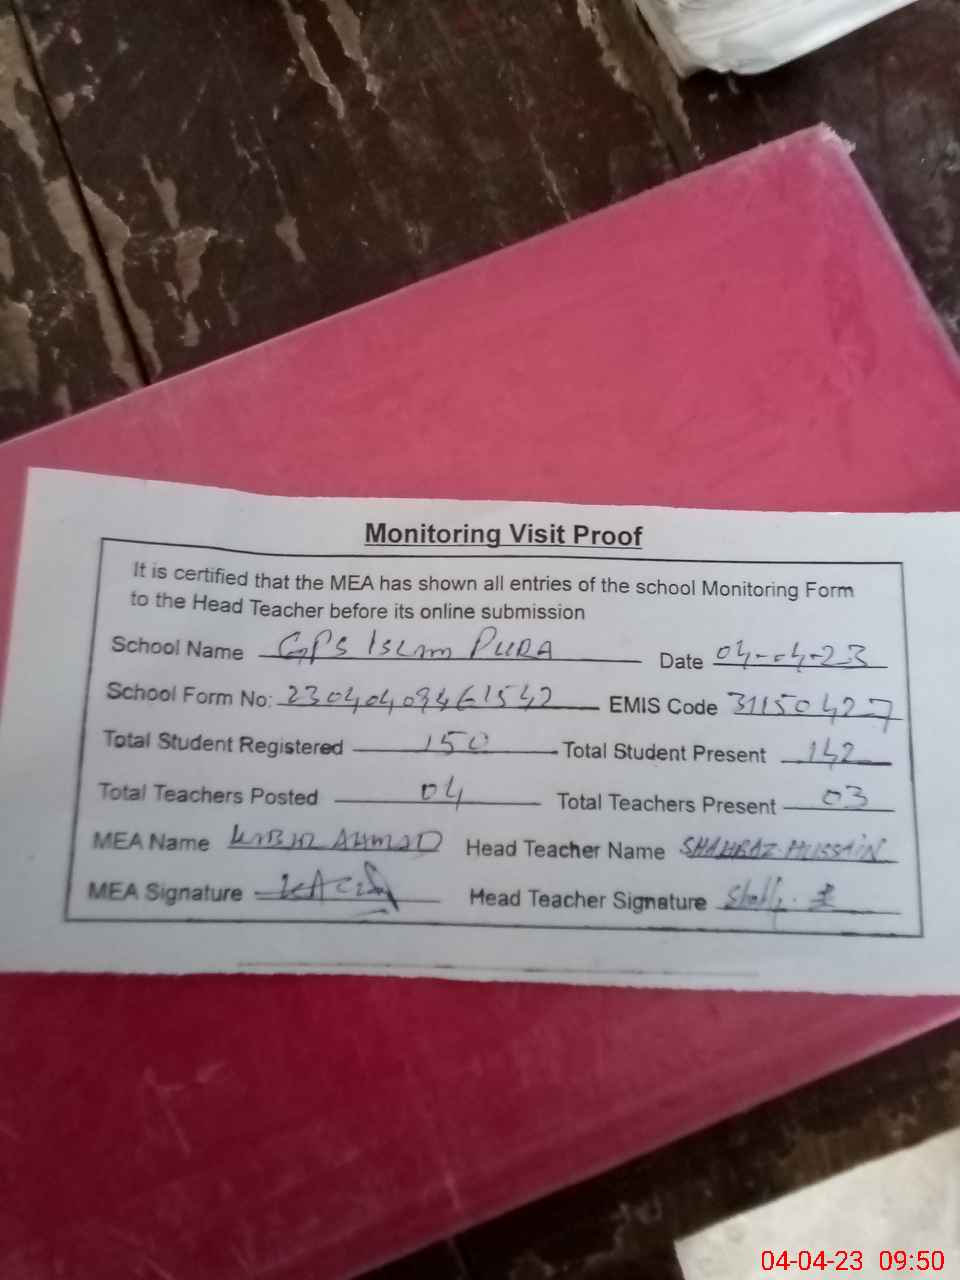 Monitoring Visit Proof
It is certified that the MEA has shown all entries of the school Monitoring Form
to the Head Teacher before its online submission
School Name GPS Islam PURA Date 04-04-23
School Form No: EMIS Code 31150427
Total Student Registered 150 Total Student Present 142
Total Teachers Posted 04 Total Teachers Present 03
MEA Name AHMAD Head Teacher Name SHAHBAZ HUSSAIN
MEA Signature Head Teacher Signature
04-04-23 09:50